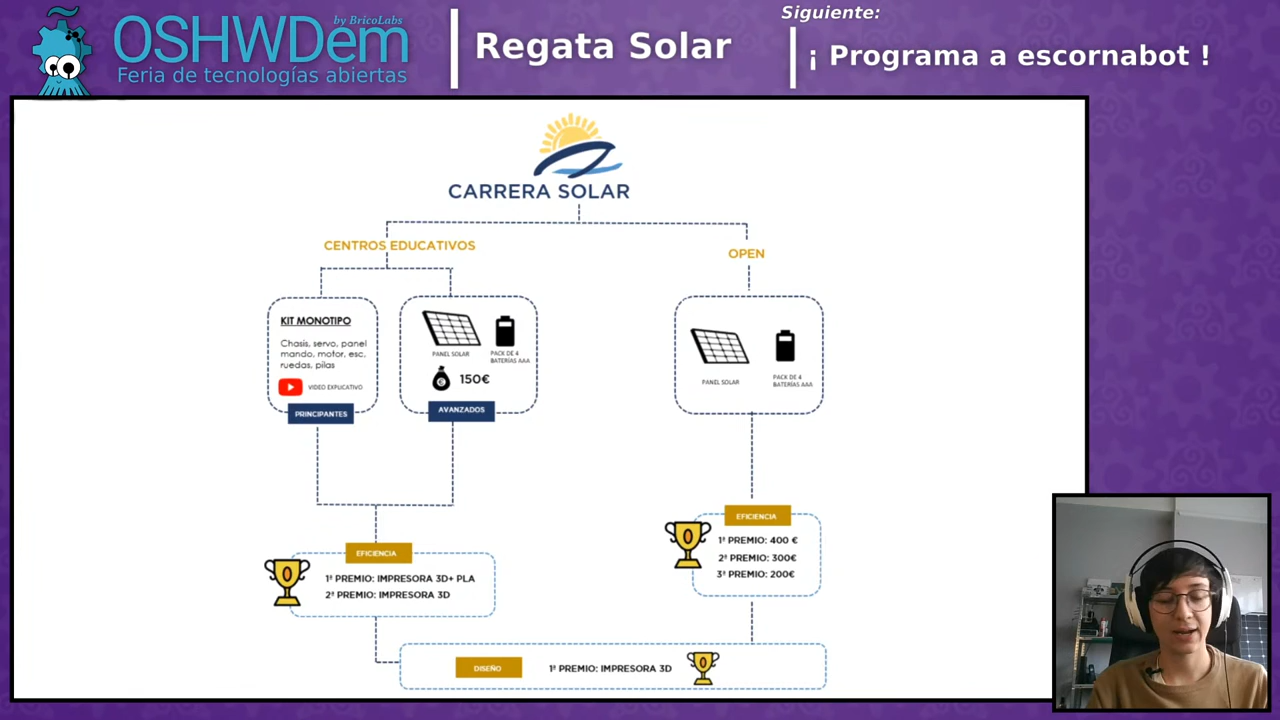 by BricoLabs
OSHWDem
Feria de tecnologías abiertas
Regata Solar
Siguiente:
¡ Programa a escornabot !
CARRERA SOLAR
CENTROS EDUCATIVOS
OPEN
KIT MONOTIPO
Chasis, servo, panel
mando, motor, esc,
ruedas, pilas
VIDEO EXPLICATIVO
PRINCIPANTES
PANEL SOLAR
PACK DE 4
BATERÍAS AAA
150€
AVANZADOS
PANEL SOLAR
PACK DE 4
BATERÍAS AAA
EFICIENCIA
1º PREMIO: IMPRESORA 3D+ PLA
2º PREMIO: IMPRESORA 3D
EFICIENCIA
1º PREMIO: 400 €
2º PREMIO: 300€
3º PREMIO: 200€
DISEÑO
1º PREMIO: IMPRESORA 3D